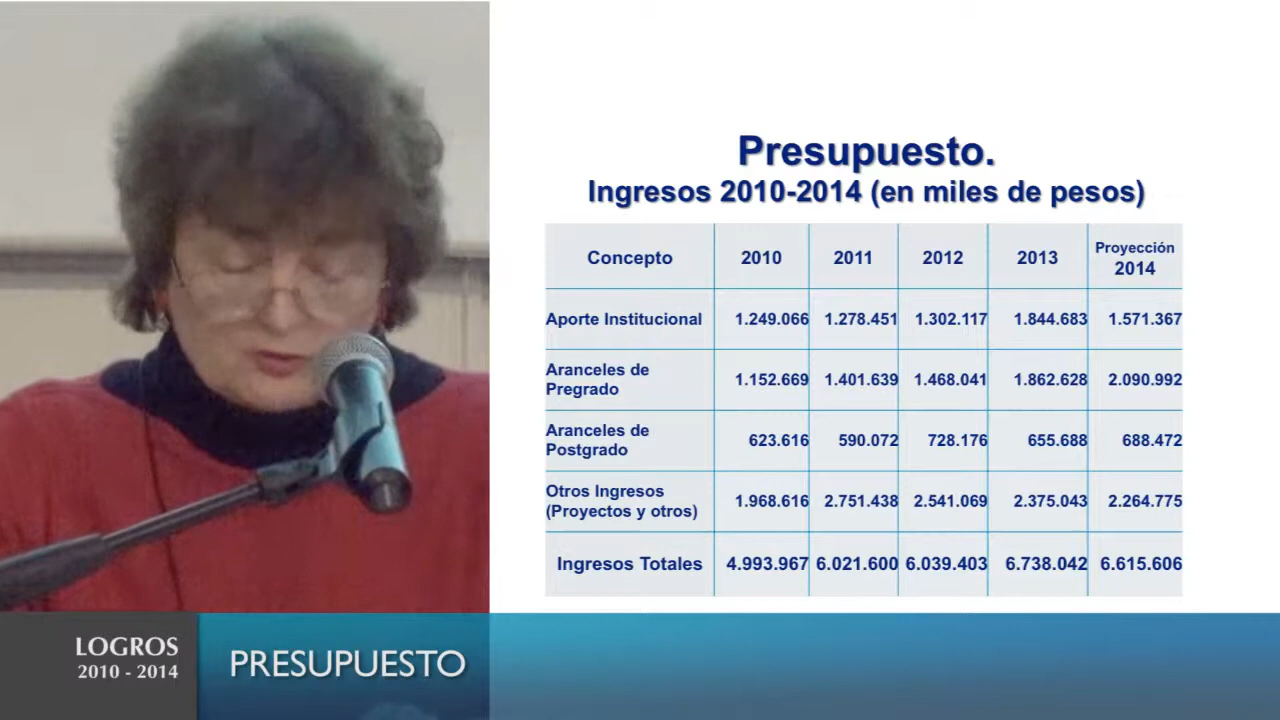 Presupuesto.
Ingresos 2010-2014 (en miles de pesos)
Concepto 2010 2011 2012 2013 Proyección 2014
Aporte Institucional 1.249.066 1.278.451 1.302.117 1.844.683 1.571.367
Aranceles de Pregrado 1.152.669 1.401.639 1.468.041 1.862.628 2.090.992
Aranceles de Postgrado 623.616 590.072 728.176 655.688 688.472
Otros Ingresos (Proyectos y otros) 1.968.616 2.751.438 2.541.069 2.375.043 2.264.775
Ingresos Totales 4.993.967 6.021.600 6.039.403 6.738.042 6.615.606
LOGROS
2010 - 2014
PRESUPUESTO